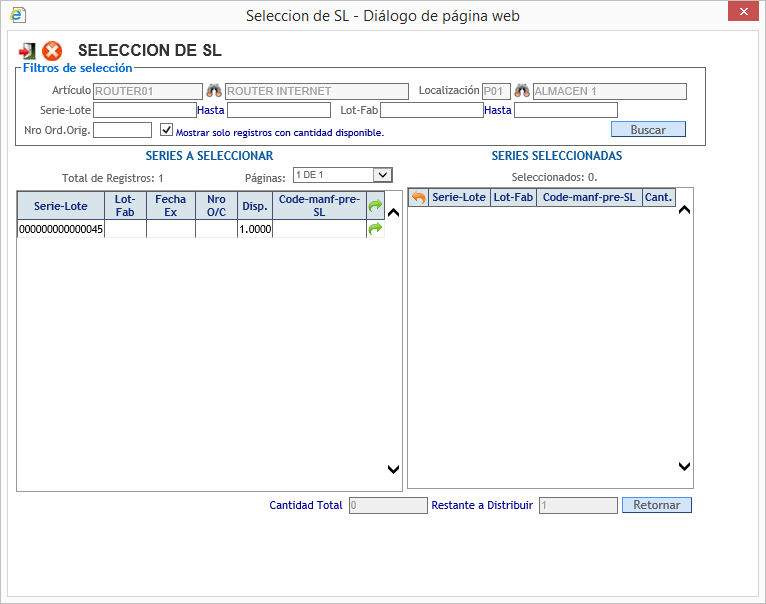 Seleccion de SL - Diálogo de página web
SELECCION DE SL
Filtros de selección
Artículo ROUTER01 ROUTER INTERNET Localización P01 ALMACEN 1
Serie-Lote Hasta Lot-Fab Hasta
Nro Ord.Orig. Mostrar solo registros con cantidad disponible. Buscar
SERIES A SELECCIONAR
Total de Registros: 1 Páginas: 1 DE 1
Serie-Lote Lot-Fab Fecha Ex Nro O/C Disp. Code-manf-pre-SL
000000000000045 1.0000
SERIES SELECCIONADAS
Seleccionados: 0.
Serie-Lote Lot-Fab Code-manf-pre-SL Cant.
Cantidad Total 0 Restante a Distribuir 1 Retornar